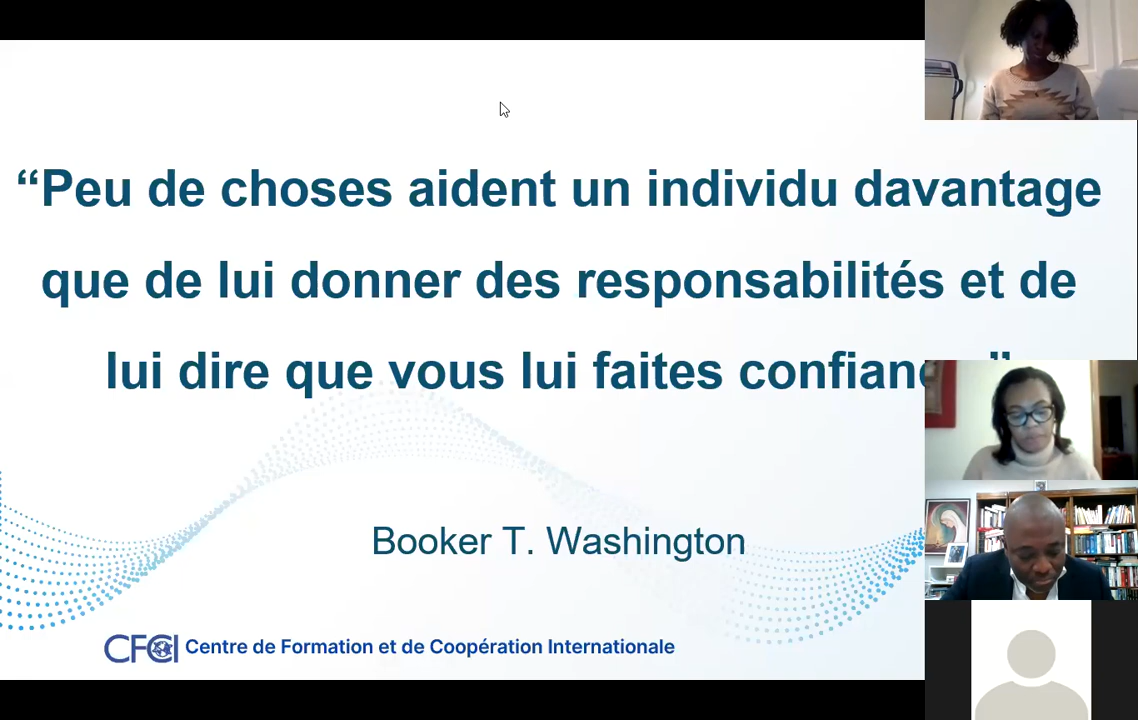 “Peu de choses aident un individu davantage
que de lui donner des responsabilités et de
lui dire que vous lui faites
Booker T. Washington
CFCI Centre de Formation et de Coopération Internationale